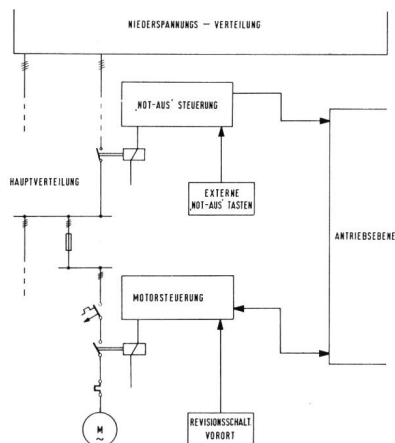 NIEDERSPANNUNGS – VERTEILUNG
„NOT-AUS" STEUERUNG
HAUPTVERTEILUNG
EXTERNE
„NOT-AUS" TASTEN
ANTRIEBSEBENE
MOTORSTEUERUNG
M
~
REVISIONSSCHALT.
VORORT